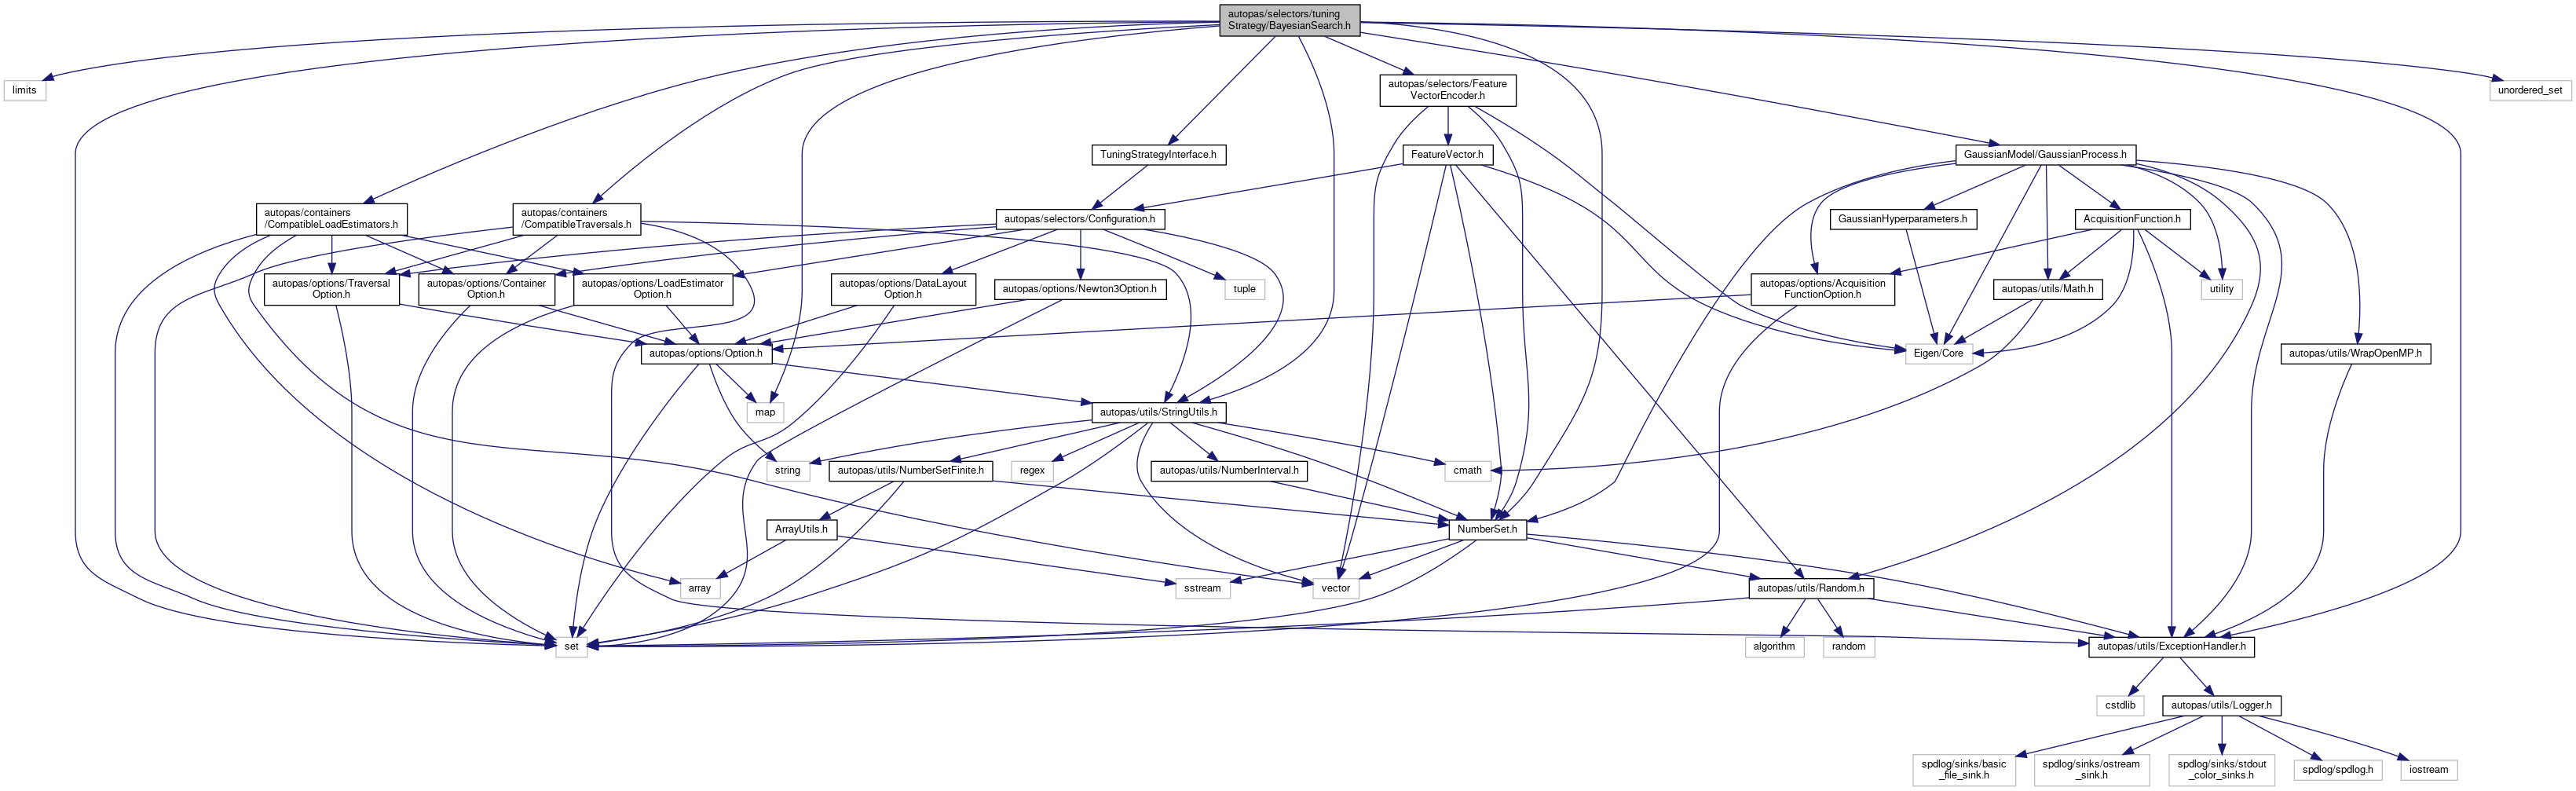 autopas/selectors/tuning
Strategy/BayesianSearch.h
limits
autopas/selectors/Feature
VectorEncoder.h
unordered_set
TuningStrategyInterface.h
FeatureVector.h
GaussianModel/GaussianProcess.h
autopas/containers
/CompatibleLoadEstimators.h
autopas/containers
/CompatibleTraversals.h
autopas/selectors/Configuration.h
GaussianHyperparameters.h
AcquisitionFunction.h
autopas/options/Traversal
Option.h
autopas/options/Container
Option.h
autopas/options/LoadEstimator
Option.h
autopas/options/DataLayout
Option.h
autopas/options/Newton3Option.h
tuple
autopas/options/Acquisition
FunctionOption.h
autopas/utils/Math.h
utility
autopas/options/Option.h
Eigen/Core
autopas/utils/WrapOpenMP.h
map
autopas/utils/StringUtils.h
string
autopas/utils/NumberSetFinite.h
regex
autopas/utils/NumberInterval.h
cmath
ArrayUtils.h
NumberSet.h
array
sstream
vector
autopas/utils/Random.h
set
algorithm
random
autopas/utils/ExceptionHandler.h
cstdlib
autopas/utils/Logger.h
spdlog/sinks/basic
_file_sink.h
spdlog/sinks/ostream
_sink.h
spdlog/sinks/stdout
_color_sinks.h
spdlog/spdlog.h
iostream